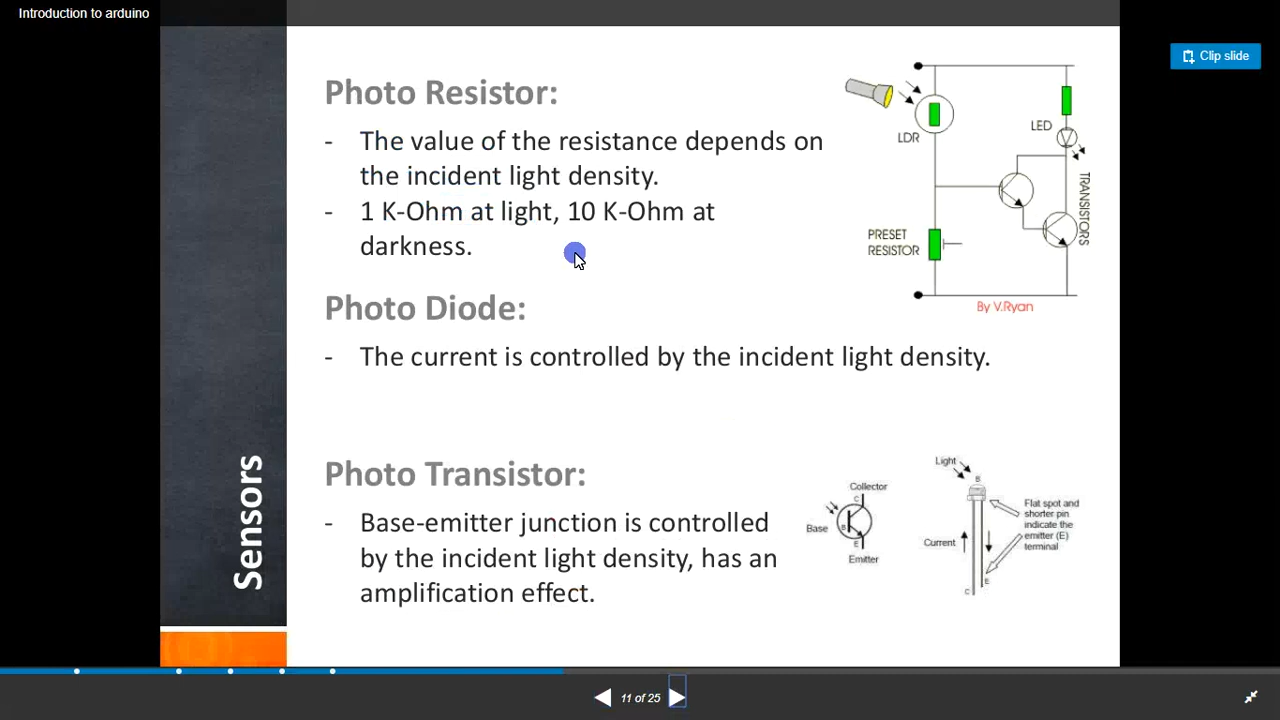 Introduction to arduino
Clip slide
Photo Resistor:
- The value of the resistance depends on
the incident light density.
- 1 K-Ohm at light, 10 K-Ohm at
darkness.
LDR
LED
TRANSISTORS
PRESET
RESISTOR
By V.Ryan
Photo Diode:
- The current is controlled by the incident light density.
Photo Transistor:
- Base-emitter junction is controlled
by the incident light density, has an
amplification effect.
Collector
C
Base
B
E
Emitter
Light
B
Flat spot and
shorter pin
indicate the
emitter (E)
terminal
Current
E
C
Sensors
11 of 25